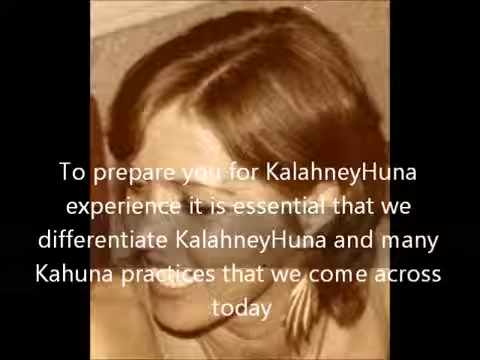 To prepare you for KalahneyHuna
experience it is essential that we
differentiate KalahneyHuna and many
Kahuna practices that we come across
today